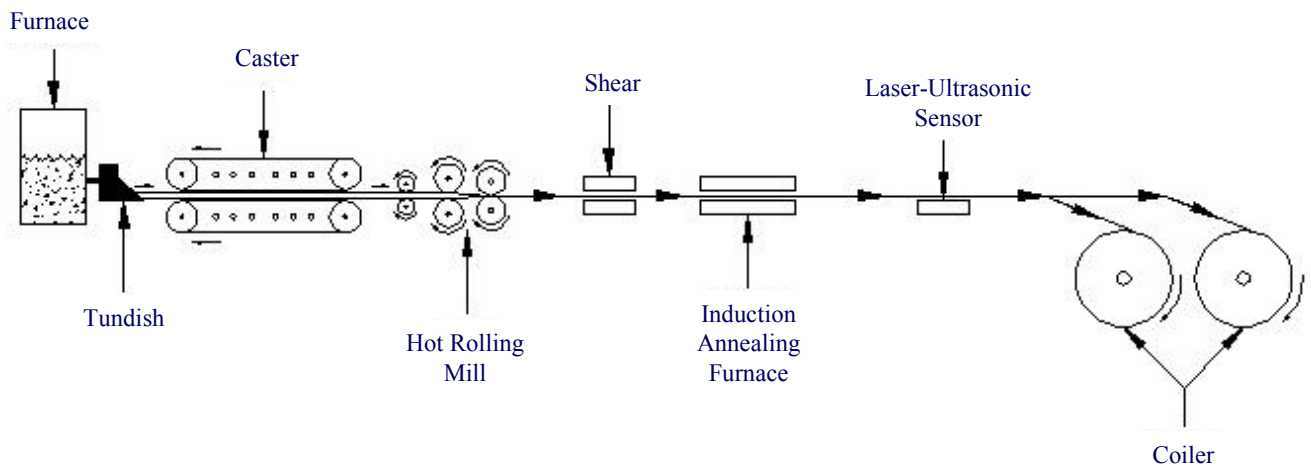 Furnace
Caster
Shear
Laser-Ultrasonic
Sensor
Tundish
Hot Rolling
Mill
Induction
Annealing
Furnace
Coiler